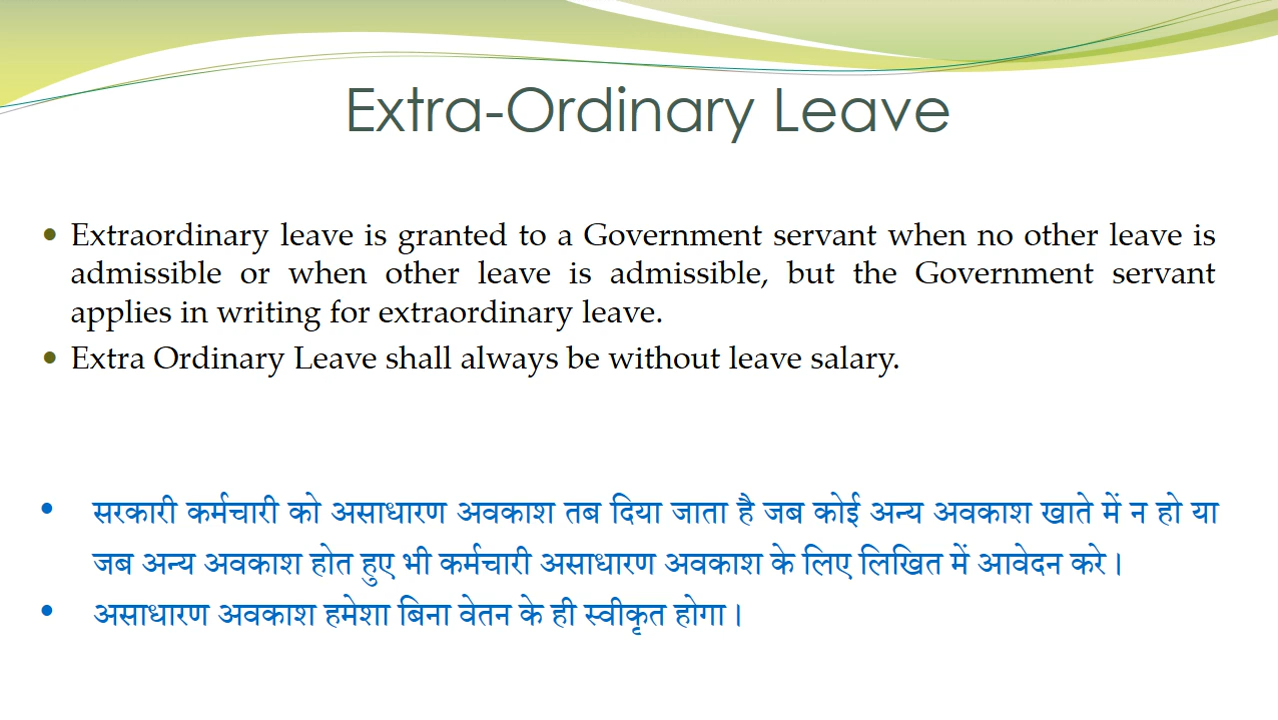 Extra-Ordinary Leave
• Extraordinary leave is granted to a Government servant when no other leave is
admissible or when other leave is admissible, but the Government servant
applies in writing for extraordinary leave.
• Extra Ordinary Leave shall always be without leave salary.
• सरकारी कर्मचारी को असाधारण अवकाश तब दिया जाता है जब कोई अन्य अवकाश खाते में न हो या
जब अन्य अवकाश होत हुए भी कर्मचारी असाधारण अवकाश के लिए लिखित में आवेदन करे।
• असाधारण अवकाश हमेशा बिना वेतन के ही स्वीकृत होगा।